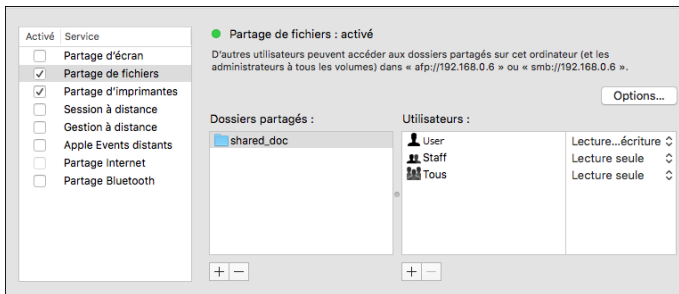 Activé Service
Partage d'écran
Partage de fichiers
Partage d'imprimantes
Session à distance
Gestion à distance
Apple Events distants
Partage Internet
Partage Bluetooth
Partage de fichiers : activé
D'autres utilisateurs peuvent accéder aux dossiers partagés sur cet ordinateur (et les
administrateurs à tous les volumes) dans « afp://192.168.0.6 » ou « smb://192.168.0.6 ».
Options...
Dossiers partagés :
shared_doc
Utilisateurs :
User Lecture...écriture
Staff Lecture seule
Tous Lecture seule